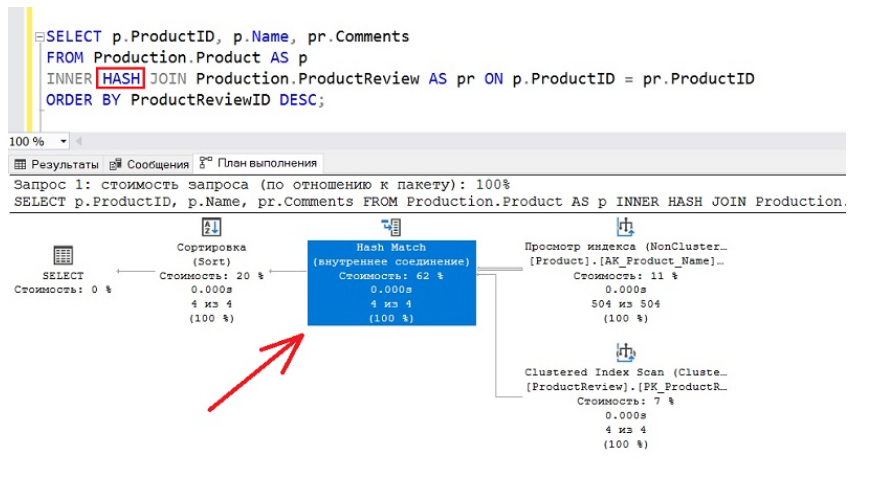 SELECT p.ProductID, p.Name, pr.Comments
FROM Production.Product AS p
INNER HASH JOIN Production.ProductReview AS pr ON p.ProductID = pr.ProductID
ORDER BY ProductReviewID DESC;
100 %
Результаты Сообщения План выполнения
Запрос 1: стоимость запроса (по отношению к пакету): 100%
SELECT p.ProductID, p.Name, pr.Comments FROM Production.Product AS p INNER HASH JOIN Production.
SELECT
Стоимость: 0 %
Сортировка
(Sort)
Стоимость: 20 %
0.000s
4 из 4
(100 %)
Hash Match
(внутреннее соединение)
Стоимость: 62 %
0.000s
4 из 4
(100 %)
Просмотр индекса (NonCluster…
[Product].[AK_Product_Name]…
Стоимость: 11 %
0.000s
504 из 504
(100 %)
Clustered Index Scan (Cluste…
[ProductReview].[PK_ProductR…
Стоимость: 7 %
0.000s
4 из 4
(100 %)